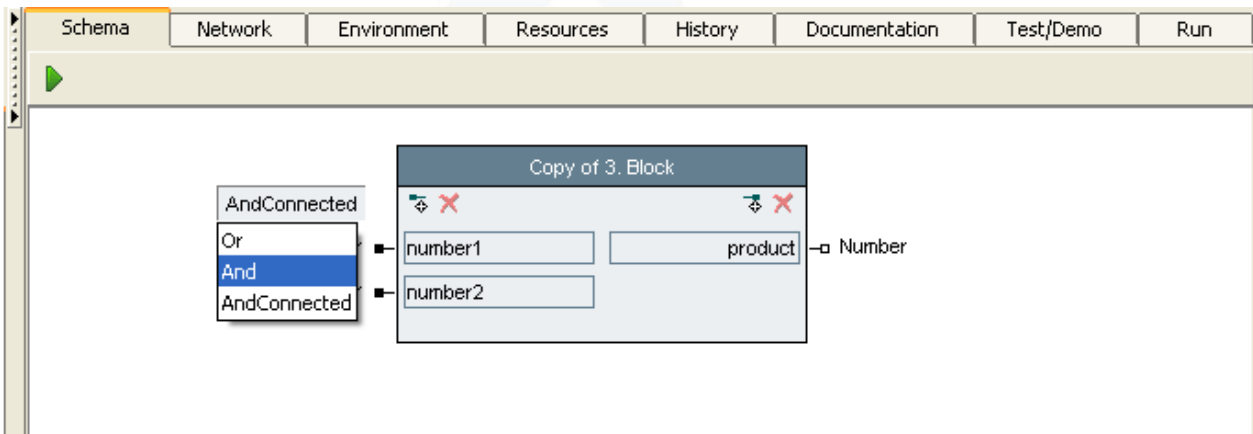 Schema Network Environment Resources History Documentation Test/Demo Run
Copy of 3. Block
AndConnected
Or
And
AndConnected
number1
number2
product
Number